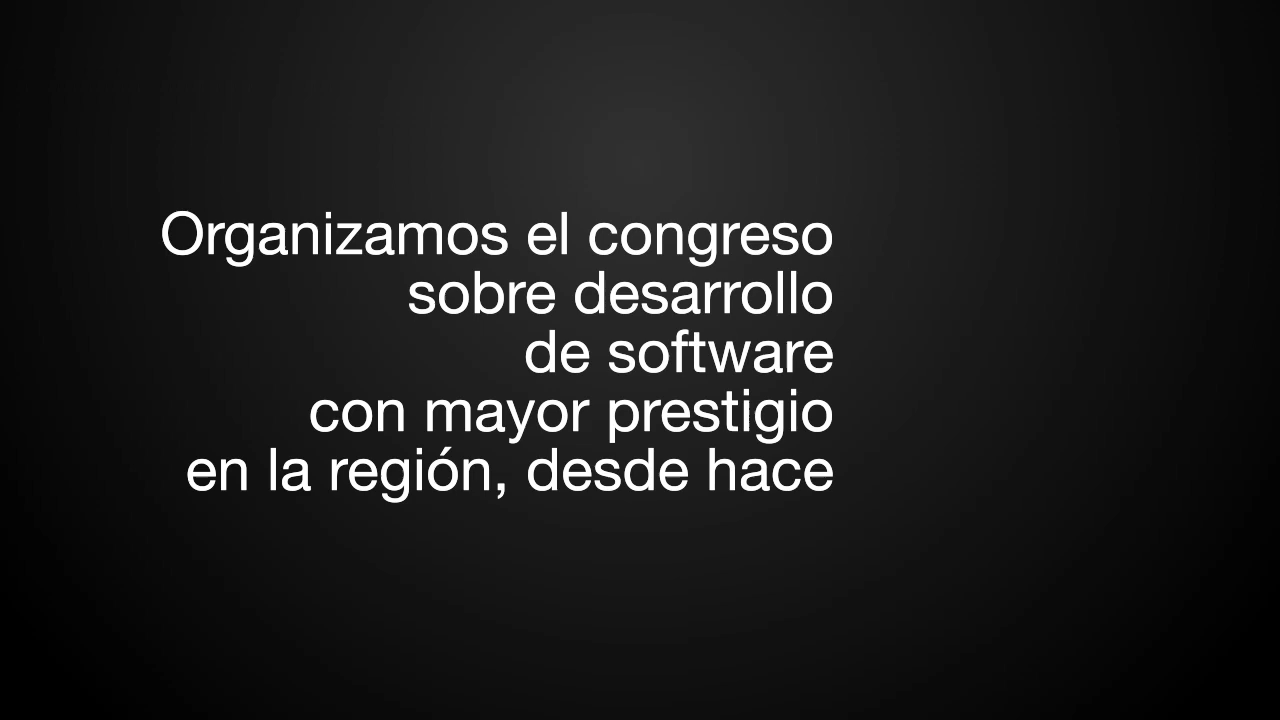 Organizamos el congreso
sobre desarrollo
de software
con mayor prestigio
en la región, desde hace